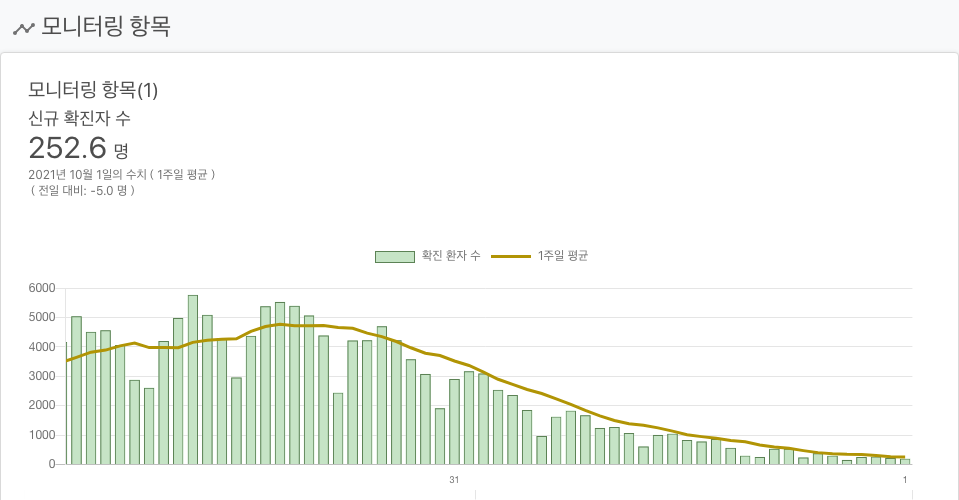 모니터링 항목
모니터링 항목(1)
신규 확진자 수
252.6 명
2021년 10월 1일의 수치 ( 1주일 평균 )
( 전일 대비: -5.0 명 )
확진 환자 수 1주일 평균
6000
5000
4000
3000
2000
1000
0
31 1